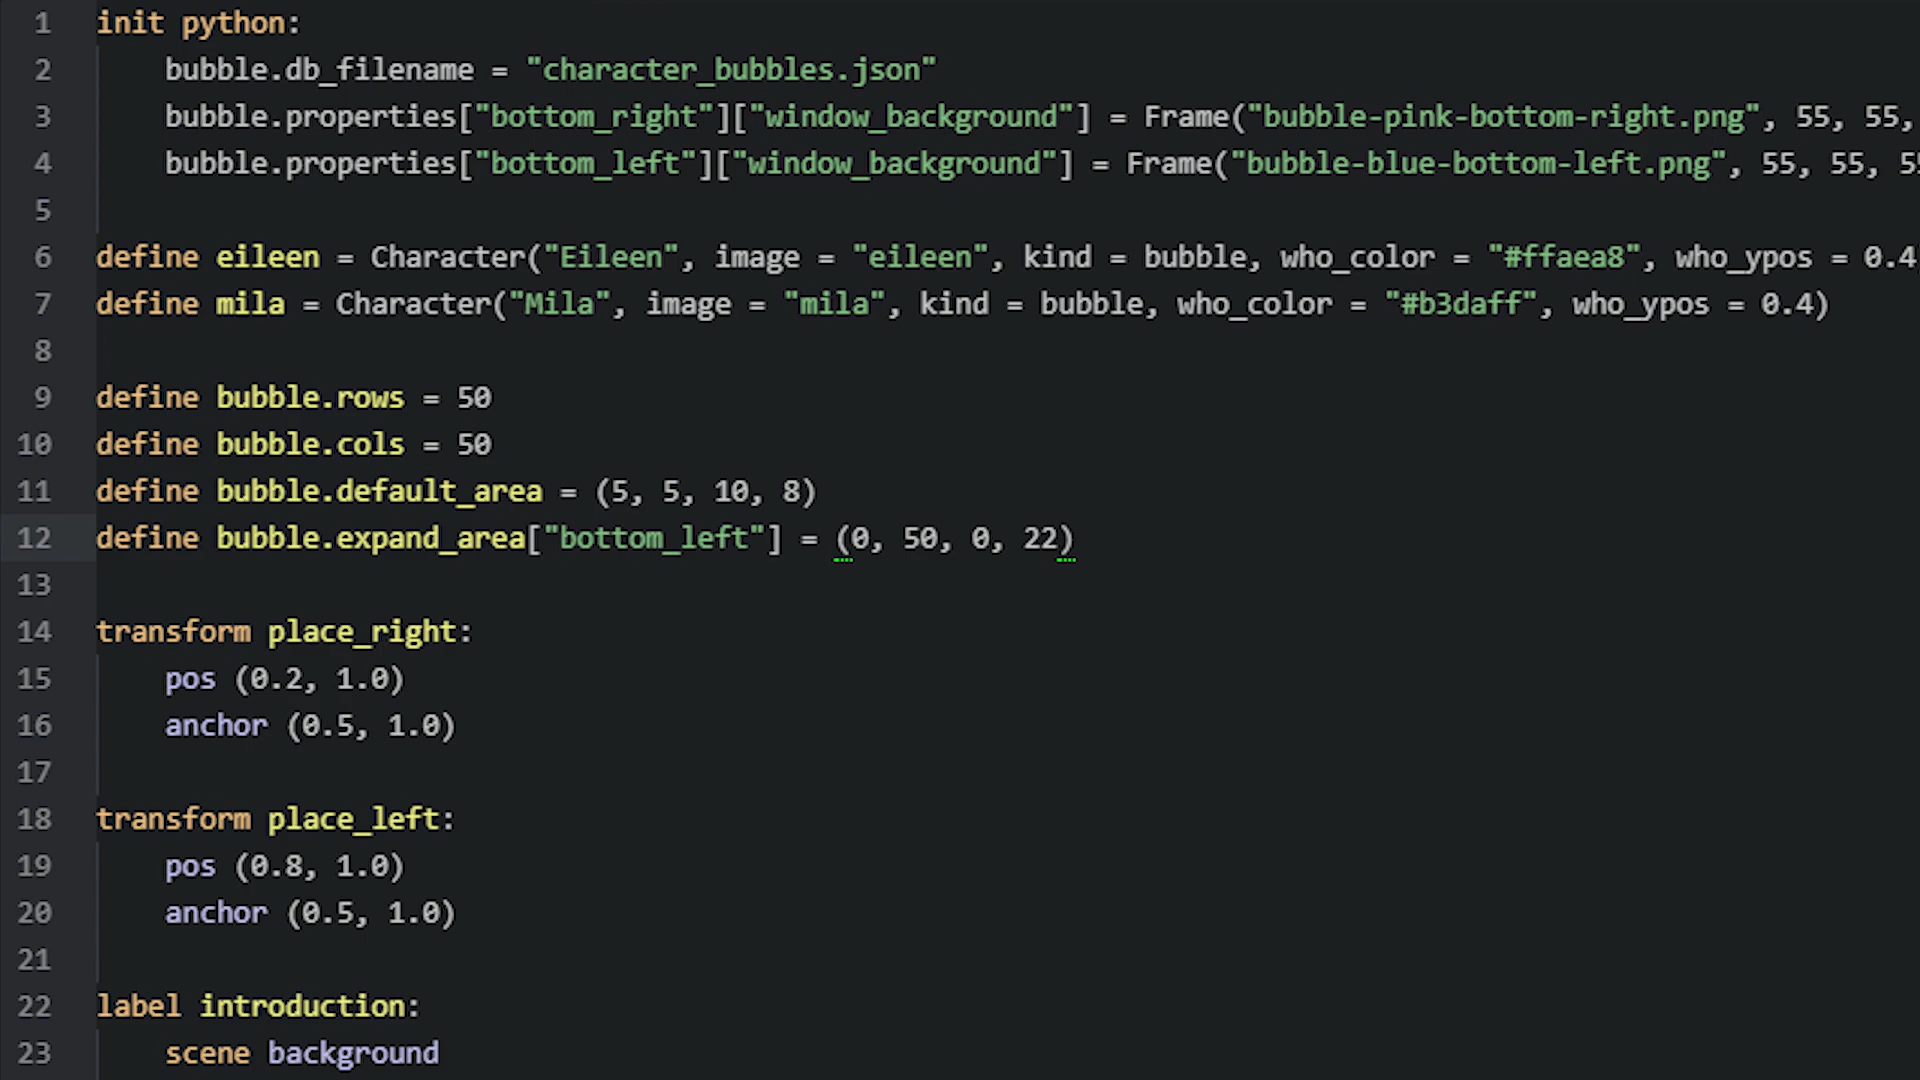 1 init python:
2     bubble.db_filename = "character_bubbles.json"
3     bubble.properties["bottom_right"]["window_background"] = Frame("bubble-pink-bottom-right.png", 55, 55,
4     bubble.properties["bottom_left"]["window_background"] = Frame("bubble-blue-bottom-left.png", 55, 55, 55
5
6 define eileen = Character("Eileen", image = "eileen", kind = bubble, who_color = "#ffaea8", who_ypos = 0.4
7 define mila = Character("Mila", image = "mila", kind = bubble, who_color = "#b3daff", who_ypos = 0.4)
8
9 define bubble.rows = 50
10 define bubble.cols = 50
11 define bubble.default_area = (5, 5, 10, 8)
12 define bubble.expand_area["bottom_left"] = (0, 50, 0, 22)
13
14 transform place_right:
15     pos (0.2, 1.0)
16     anchor (0.5, 1.0)
17
18 transform place_left:
19     pos (0.8, 1.0)
20     anchor (0.5, 1.0)
21
22 label introduction:
23     scene background